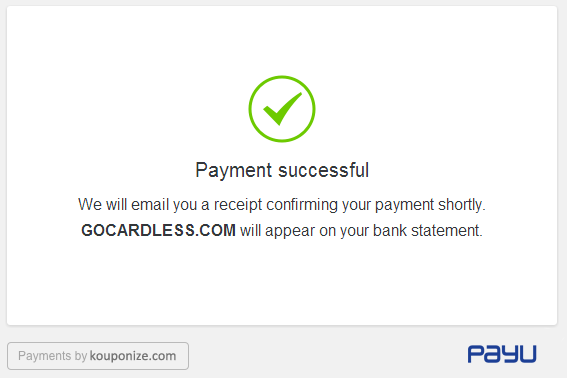 Payment successful
We will email you a receipt confirming your payment shortly.
GOCARDLESS.COM will appear on your bank statement.
Payments by kouponize.com
PayU